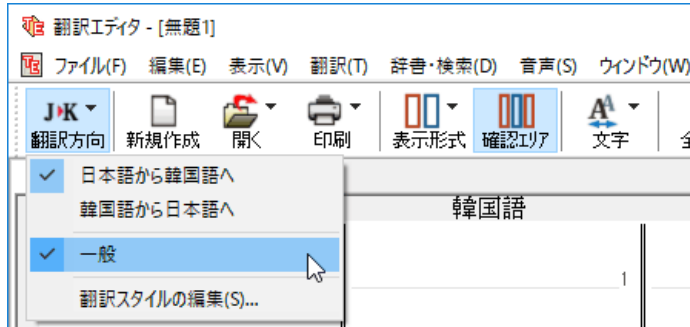 翻訳エディタ - [無題1]
ファイル(F) 編集(E) 表示(V) 翻訳(T) 辞書・検索(D) 音声(S) ウィンドウ(W)
J K
翻訳方向 新規作成 開く 印刷 表示形式 確認エリア 文字 全
日本語から韓国語へ
韓国語から日本語へ
韓国語
一般
1
翻訳スタイルの編集(S)...